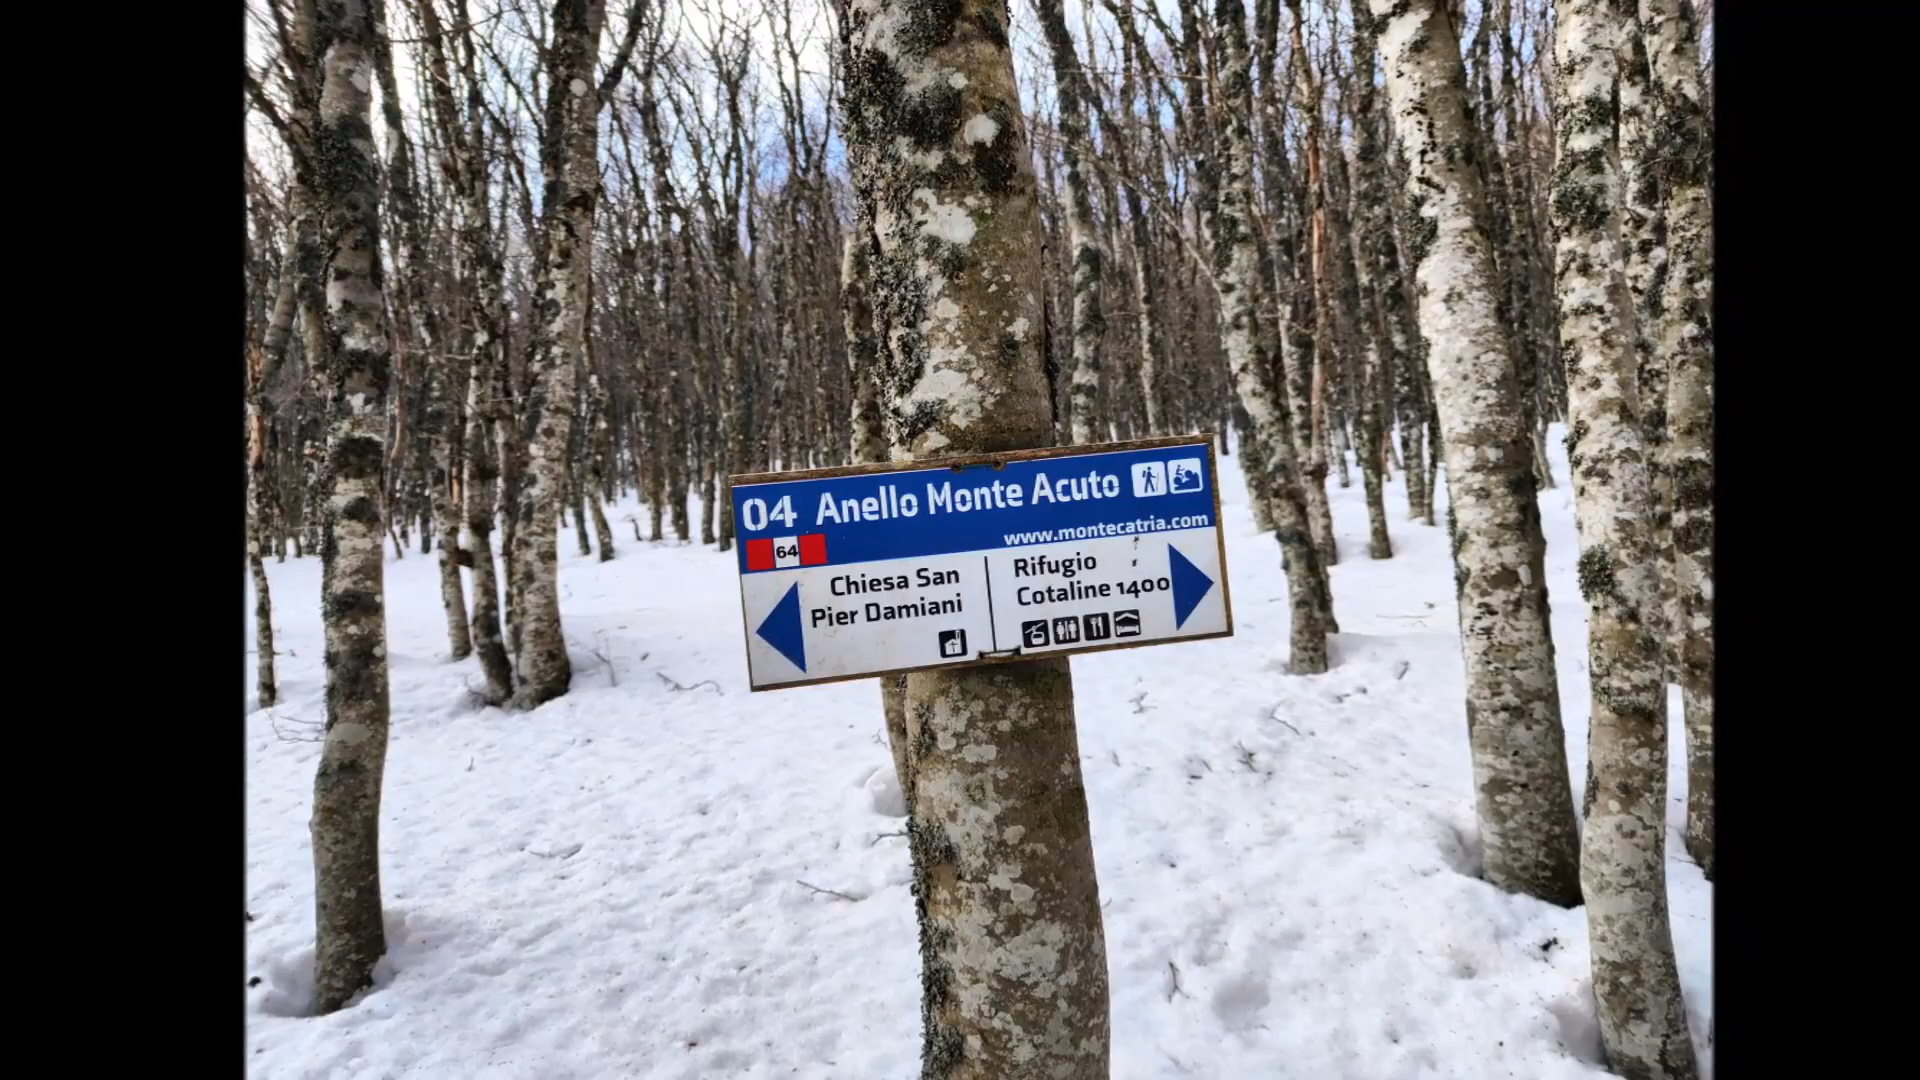 04 Anello Monte Acuto
www.montecatria.com
64
Chiesa San
Pier Damiani
Rifugio
Cotaline 1400